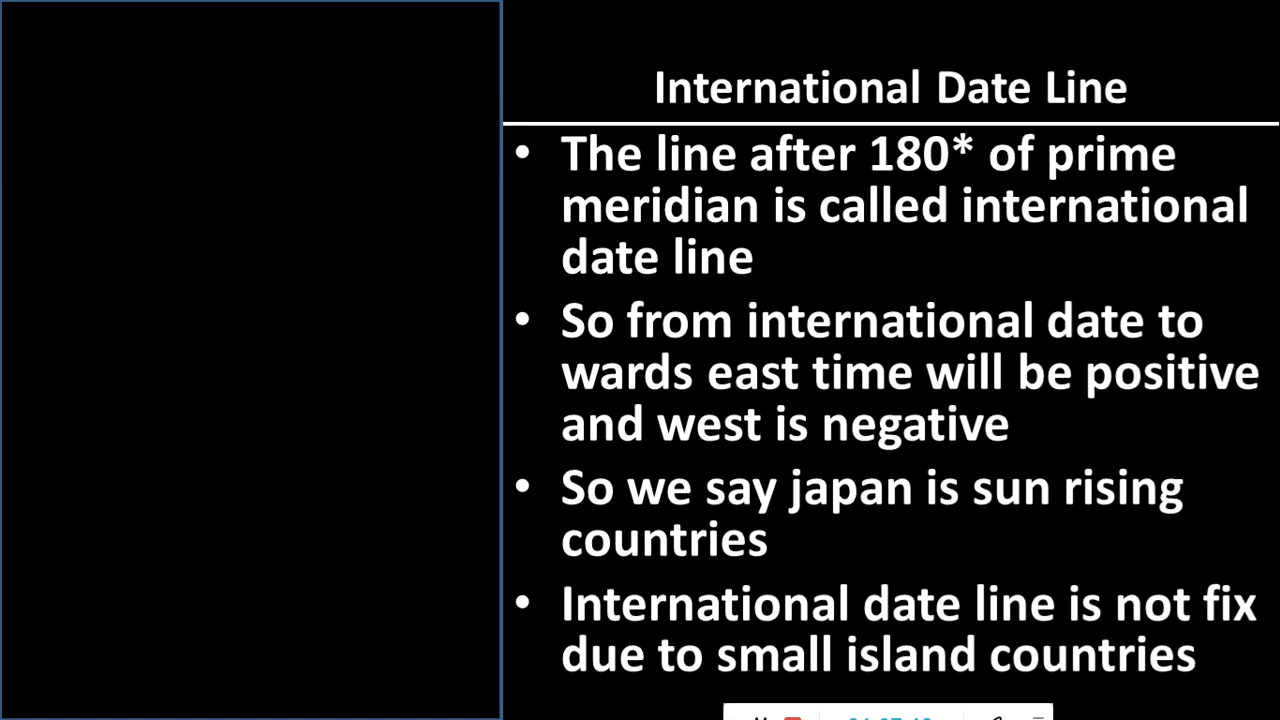 International Date Line
• The line after 180* of prime
meridian is called international
date line
• So from international date to
wards east time will be positive
and west is negative
• So we say japan is sun rising
countries
• International date line is not fix
due to small island countries